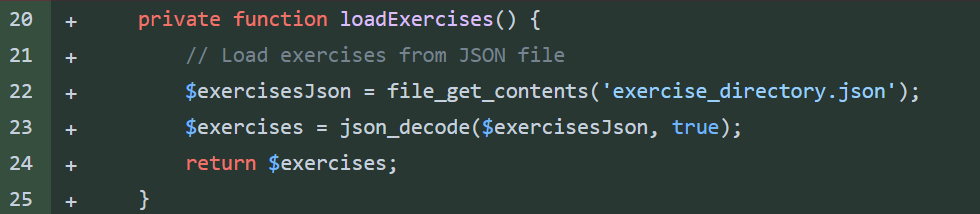 20 + private function loadExercises() {
21 + // Load exercises from JSON file
22 + $exercisesJson = file_get_contents('exercise_directory.json');
23 + $exercises = json_decode($exercisesJson, true);
24 + return $exercises;
25 + }